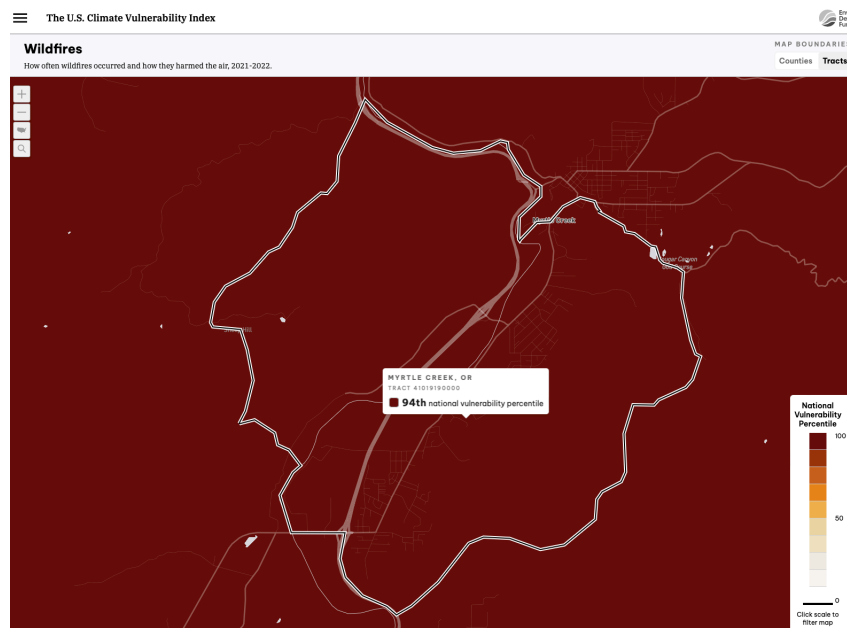 The U.S. Climate Vulnerability Index
Wildfires
How often wildfires occurred and how they harmed the air, 2021-2022.
MAP BOUNDARIES
Counties Tracts
Myrtle Creek
MYRTLE CREEK, OR
TRACT 41019190000
94th national vulnerability percentile
National
Vulnerability
Percentile
100
50
0
Click scale to
filter map